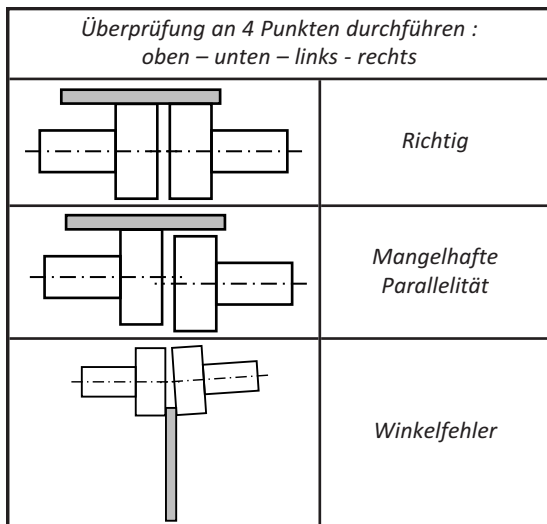 Überprüfung an 4 Punkten durchführen :
oben – unten – links - rechts
Richtig
Mangelhafte
Parallelität
Winkelfehler